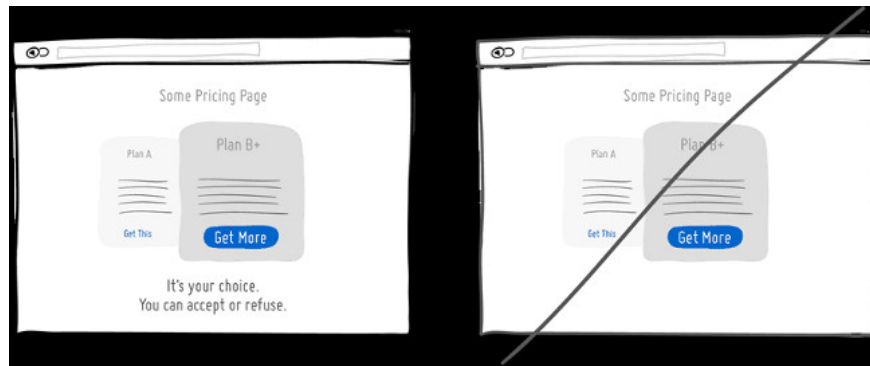 Some Pricing Page
Plan A
Plan B+
Get This
Get More
It's your choice.
You can accept or refuse.
Some Pricing Page
Plan A
Plan B+
Get This
Get More